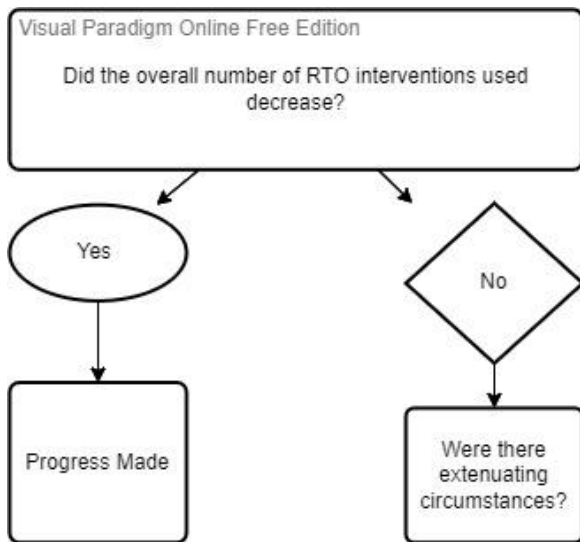 Visual Paradigm Online Free Edition
Did the overall number of RTO interventions used
decrease?
Yes
No
Progress Made
Were there
extenuating
circumstances?